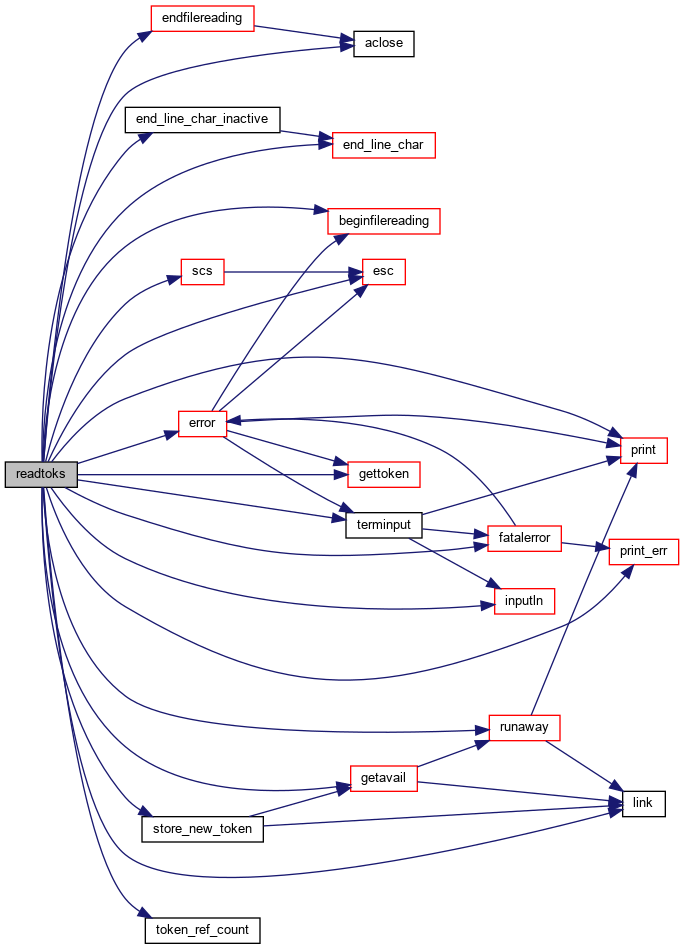 endfilereading
aclose
end_line_char_inactive
end_line_char
beginfilereading
scs
esc
error
print
readtoks
gettoken
terminput
fatalerror
print_err
inputln
runaway
getavail
link
store_new_token
token_ref_count